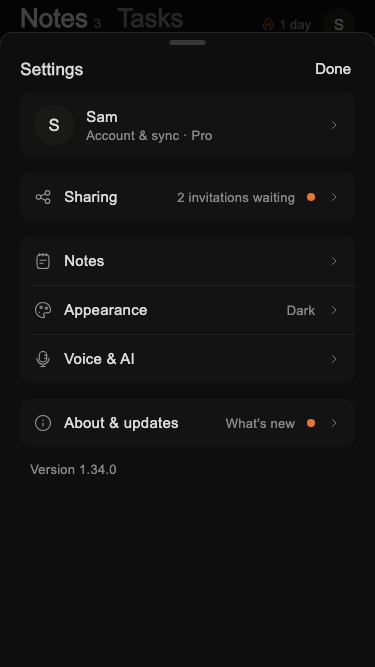 Notes 3 Tasks 1 day S
Settings Done
S Sam
Account & sync · Pro
Sharing 2 invitations waiting
Notes
Appearance Dark
Voice & AI
About & updates What's new
Version 1.34.0